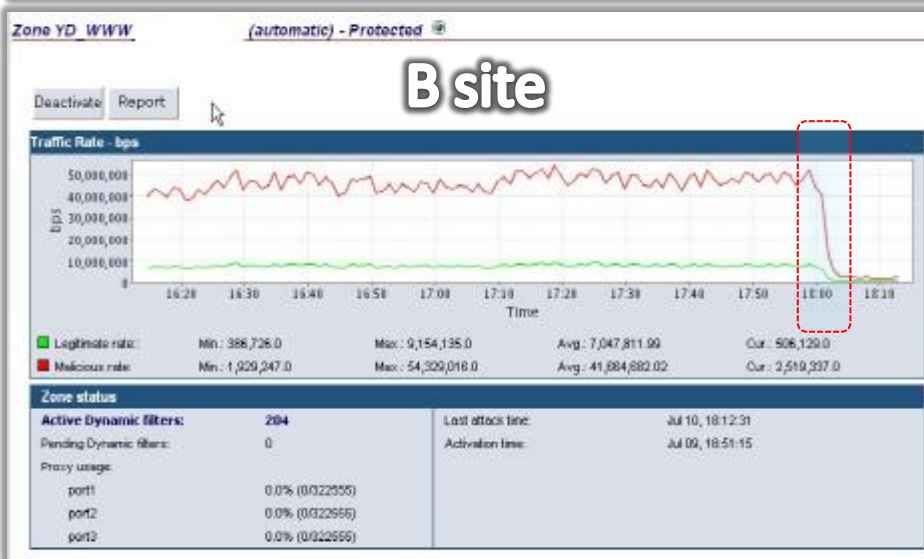 Zone YD_WWW (automatic) - Protected
B site
Deactivate Report
Traffic Rate - bps
50,000,000
40,000,000
30,000,000
20,000,000
10,000,000
0
bps
16:20 16:30 16:40 16:50 17:00 17:10 17:20 17:30 17:40 17:50 18:00 18:10
Time
Legitimate rate: Min.: 386,726.0 Max.: 9,154,135.0 Avg.: 7,047,811.99 Cur.: 506,129.0
Malicious rate: Min.: 1,929,247.0 Max.: 54,329,016.0 Avg.: 41,664,682.02 Cur.: 2,519,337.0
Zone status
Active Dynamic filters: 204 Last attack time: Jul 10, 18:12:31
Pending Dynamic filters: 0 Activation time: Jul 09, 18:51:15
Proxy usage:
port1 0.0% (0/322555)
port2 0.0% (0/322555)
port3 0.0% (0/322555)